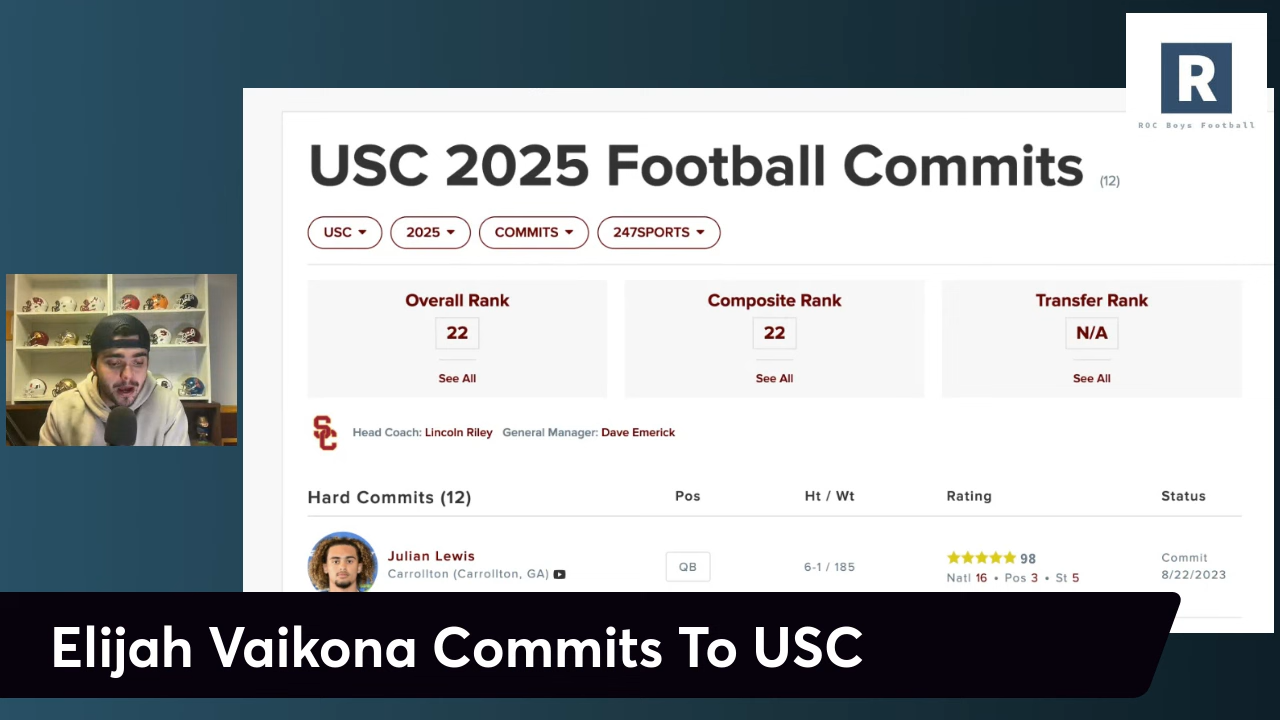 R
ROC Boys Football
USC 2025 Football Commits (12)
USC 2025 COMMITS 247SPORTS
Overall Rank Composite Rank Transfer Rank
22 22 N/A
See All See All See All
SC Head Coach: Lincoln Riley General Manager: Dave Emerick
Hard Commits (12) Pos Ht / Wt Rating Status
Julian Lewis
Carrollton (Carrollton, GA) QB 6-1 / 185 98 Commit
Natl 16 • Pos 3 • St 5 8/22/2023
Elijah Vaikona Commits To USC